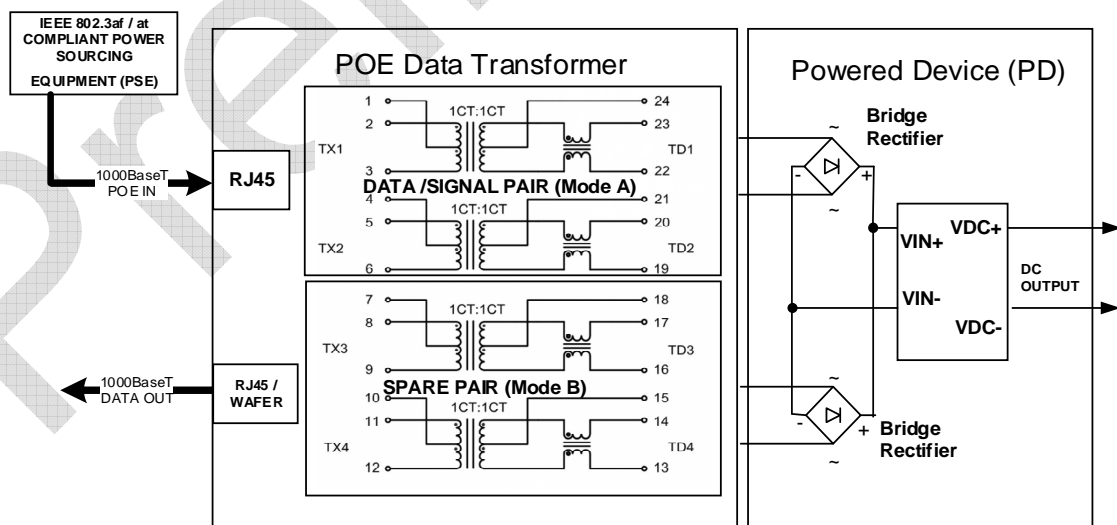 IEEE 802.3af / at
COMPLIANT POWER
SOURCING
EQUIPMENT (PSE)
1000BaseT
POE IN
RJ45
1000BaseT
DATA OUT
RJ45 /
WAFER
POE Data Transformer
1
1CT:1CT
24
2
23
TX1
TD1
3
22
DATA /SIGNAL PAIR (Mode A)
4
1CT:1CT
21
5
20
TX2
TD2
6
19
7
1CT:1CT
18
8
17
TX3
TD3
9
16
SPARE PAIR (Mode B)
10
1CT:1CT
15
11
14
TX4
TD4
12
13
Powered Device (PD)
~
Bridge
Rectifier
- +
~
VIN+
VDC+
VIN-
VDC-
DC
OUTPUT
~
- +
Bridge
Rectifier
~
Pre